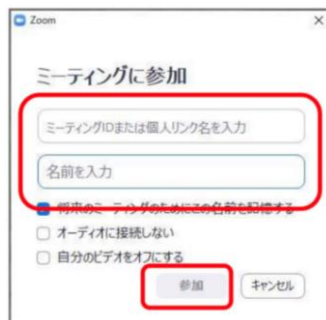 Zoom
ミーティングに参加
ミーティングIDまたは個人リンク名を入力
名前を入力
将来のミーティングのためにこの名前を記憶する
オーディオに接続しない
自分のビデオをオフにする
参加
キャンセル